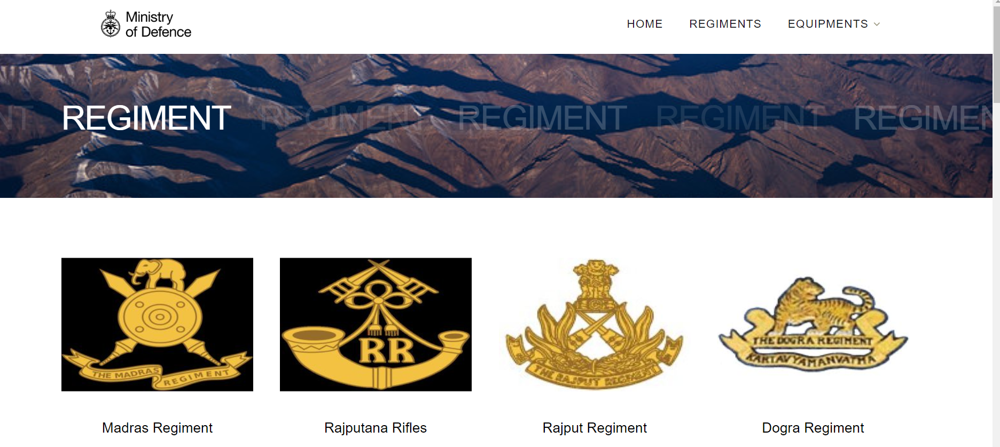 Ministry
of Defence
HOME REGIMENTS EQUIPMENTS
NT REGIMENT REGIMENT REGIMENT REGIMENT REGIMEN
THE MADRAS REGIMENT
RR
THE RAJPUT REGIMENT
THE DOGRA REGIMENT
KARTAVYAMANVATMA
Madras Regiment Rajputana Rifles Rajput Regiment Dogra Regiment